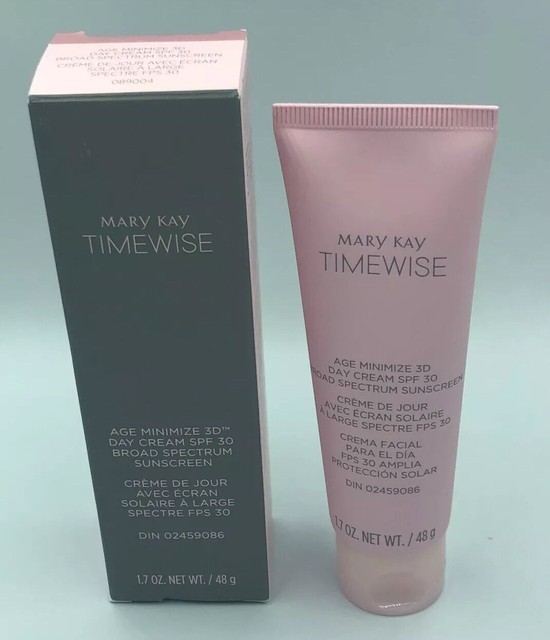 AGE MINIMIZE 3D
DAY CREAM SPF 30
BROAD SPECTRUM SUNSCREEN
CRÈME DE JOUR AVEC ÉCRAN
SOLAIRE À LARGE
SPECTRE FPS 30
089004
MARY KAY
TIMEWISE
AGE MINIMIZE 3D™
DAY CREAM SPF 30
BROAD SPECTRUM
SUNSCREEN
CRÈME DE JOUR
AVEC ÉCRAN
SOLAIRE À LARGE
SPECTRE FPS 30
DIN 02459086
1.7 OZ. NET WT. / 48 g
MARY KAY
TIMEWISE
AGE MINIMIZE 3D
DAY CREAM SPF 30
BROAD SPECTRUM SUNSCREEN
CRÈME DE JOUR
AVEC ÉCRAN SOLAIRE
À LARGE SPECTRE FPS 30
CREMA FACIAL
PARA EL DÍA
FPS 30 AMPLIA
PROTECCIÓN SOLAR
DIN 02459086
1.7 OZ. NET WT. / 48 g